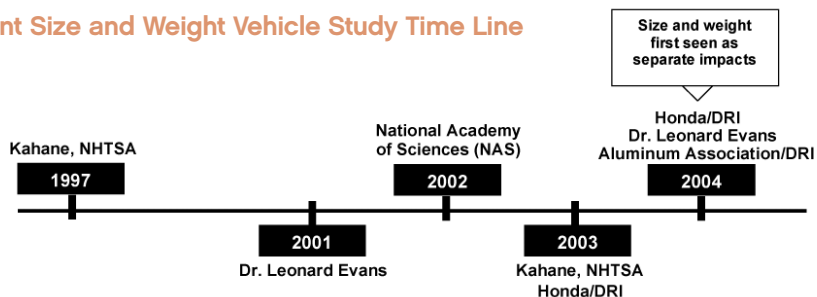 nt Size and Weight Vehicle Study Time Line
Size and weight
first seen as
separate impacts
Kahane, NHTSA
1997
Dr. Leonard Evans
2001
National Academy
of Sciences (NAS)
2002
2003
Kahane, NHTSA
Honda/DRI
Honda/DRI
Dr. Leonard Evans
Aluminum Association/DRI
2004